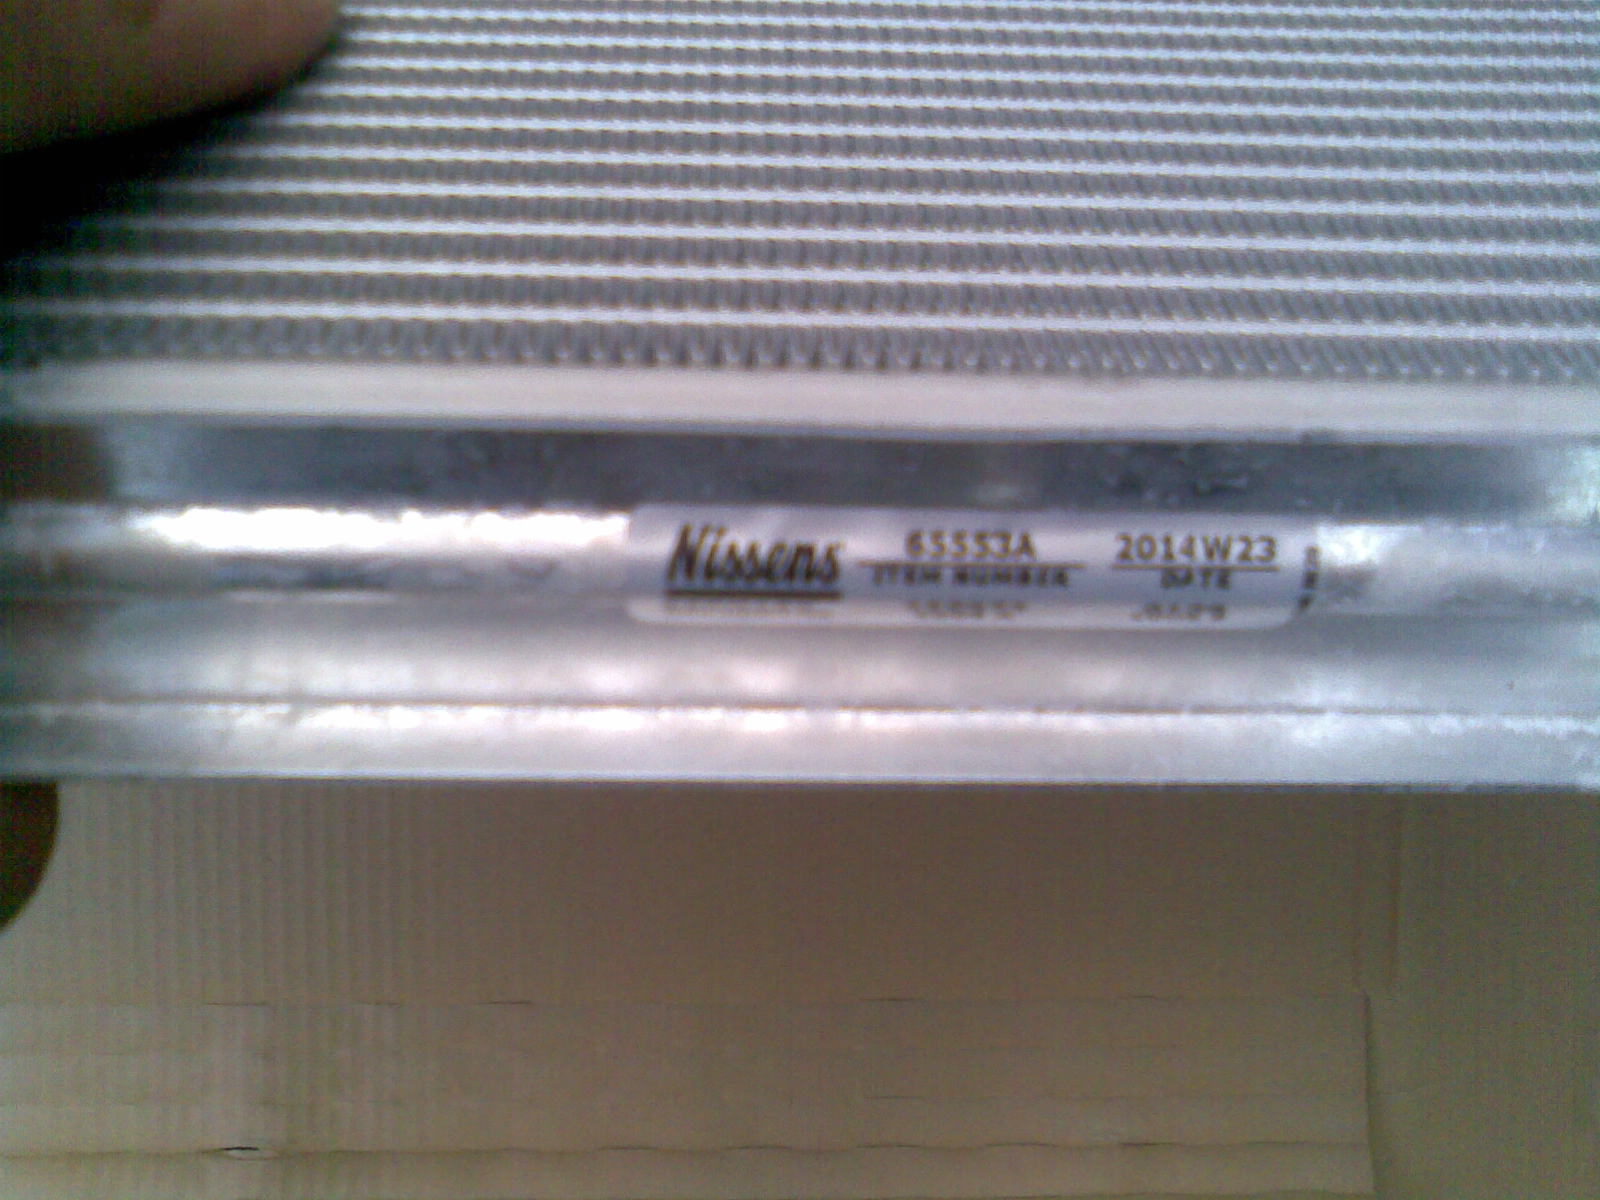 Nissens 65553A 2014W23
ITEM NUMBER DATE